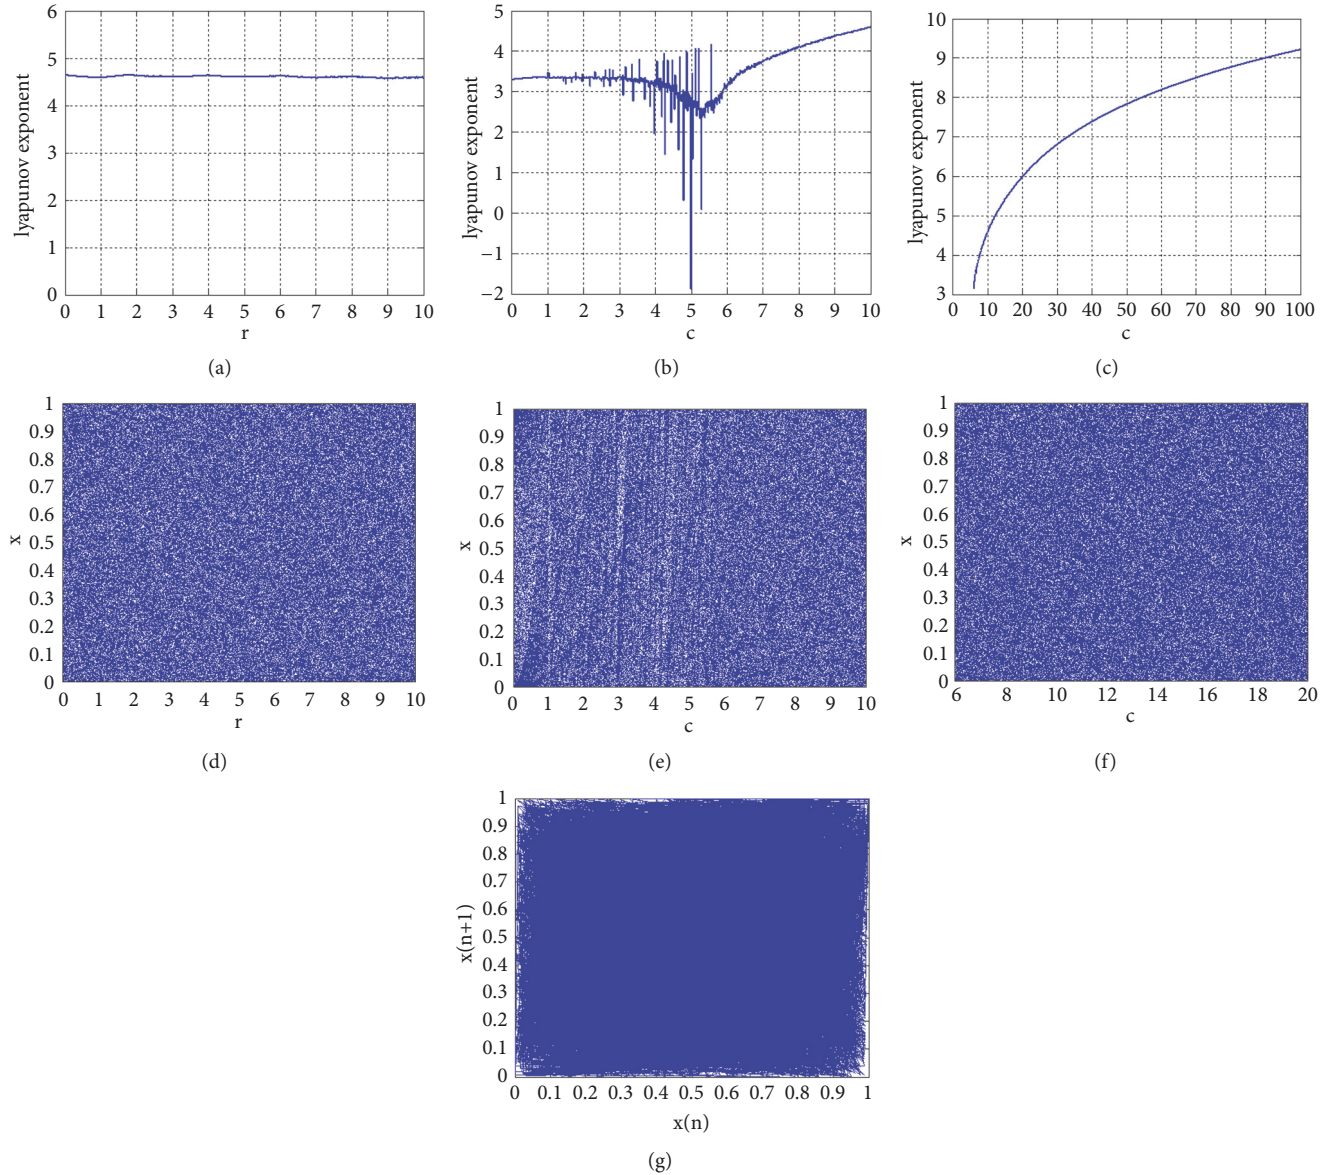 6
5
4
3
2
1
0
lyapunov exponent
0 1 2 3 4 5 6 7 8 9 10
r
(a)
5
4
3
2
1
0
−1
−2
lyapunov exponent
0 1 2 3 4 5 6 7 8 9 10
c
(b)
10
9
8
7
6
5
4
3
lyapunov exponent
0 10 20 30 40 50 60 70 80 90 100
c
(c)
1
0.9
0.8
0.7
0.6
0.5
0.4
0.3
0.2
0.1
0
x
0 1 2 3 4 5 6 7 8 9 10
r
(d)
1
0.9
0.8
0.7
0.6
0.5
0.4
0.3
0.2
0.1
0
x
0 1 2 3 4 5 6 7 8 9 10
c
(e)
1
0.9
0.8
0.7
0.6
0.5
0.4
0.3
0.2
0.1
0
x
6 8 10 12 14 16 18 20
c
(f)
1
0.9
0.8
0.7
0.6
0.5
0.4
0.3
0.2
0.1
0
x(n+1)
0 0.1 0.2 0.3 0.4 0.5 0.6 0.7 0.8 0.9 1
x(n)
(g)